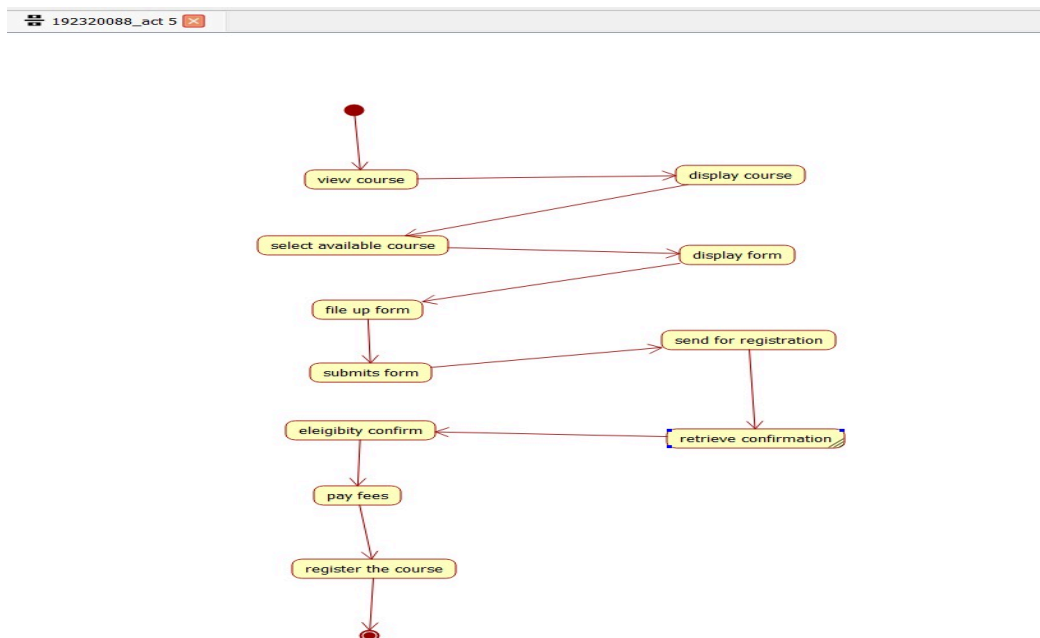 192320088_act 5
view course
display course
select available course
display form
file up form
send for registration
submits form
eleigibity confirm
retrieve confirmation
pay fees
register the course